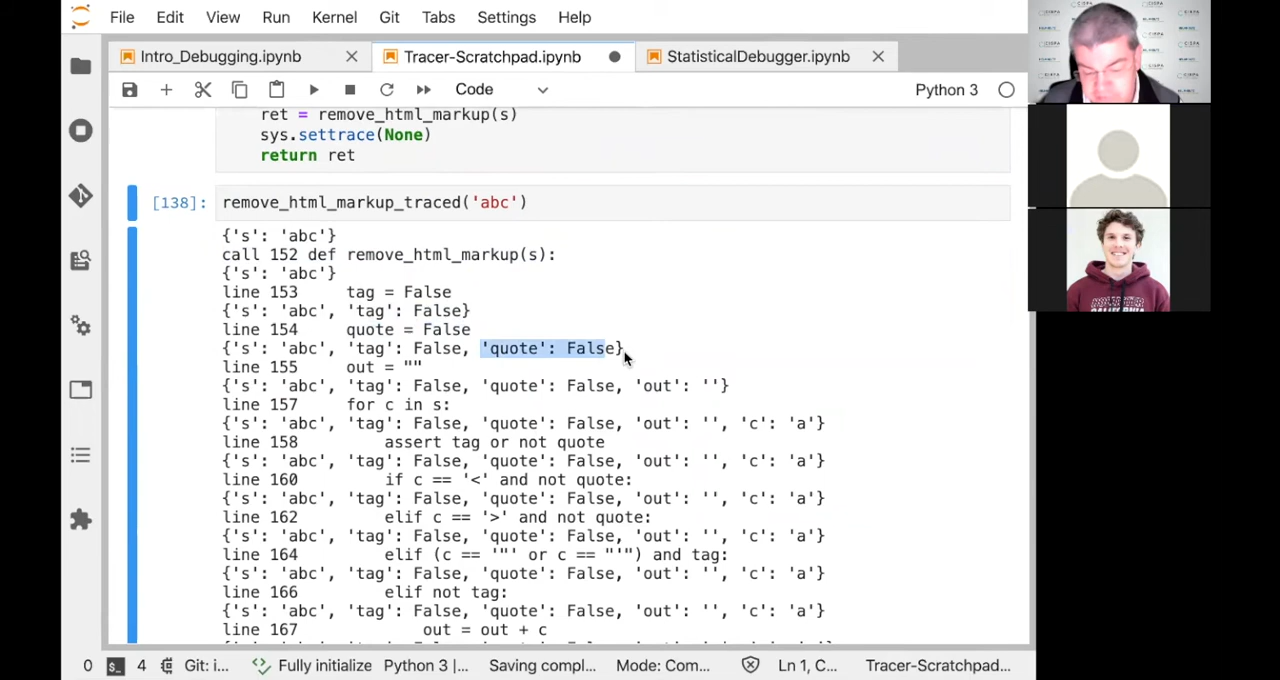 File Edit View Run Kernel Git Tabs Settings Help
Intro_Debugging.ipynb Tracer-Scratchpad.ipynb StatisticalDebugger.ipynb
Code Python 3
ret = remove_html_markup(s)
sys.settrace(None)
return ret
[138]: remove_html_markup_traced('abc')
{'s': 'abc'}
call 152 def remove_html_markup(s):
{'s': 'abc'}
line 153 tag = False
{'s': 'abc', 'tag': False}
line 154 quote = False
{'s': 'abc', 'tag': False, 'quote': False}
line 155 out = ""
{'s': 'abc', 'tag': False, 'quote': False, 'out': ''}
line 157 for c in s:
{'s': 'abc', 'tag': False, 'quote': False, 'out': '', 'c': 'a'}
line 158 assert tag or not quote
{'s': 'abc', 'tag': False, 'quote': False, 'out': '', 'c': 'a'}
line 160 if c == '<' and not quote:
{'s': 'abc', 'tag': False, 'quote': False, 'out': '', 'c': 'a'}
line 162 elif c == '>' and not quote:
{'s': 'abc', 'tag': False, 'quote': False, 'out': '', 'c': 'a'}
line 164 elif (c == '"' or c == "'") and tag:
{'s': 'abc', 'tag': False, 'quote': False, 'out': '', 'c': 'a'}
line 166 elif not tag:
{'s': 'abc', 'tag': False, 'quote': False, 'out': '', 'c': 'a'}
line 167 out = out + c
0 4 Git: i... Fully initialize Python 3 |... Saving compl... Mode: Com... Ln 1, C... Tracer-Scratchpad...
CISPA
CALIFORNIA